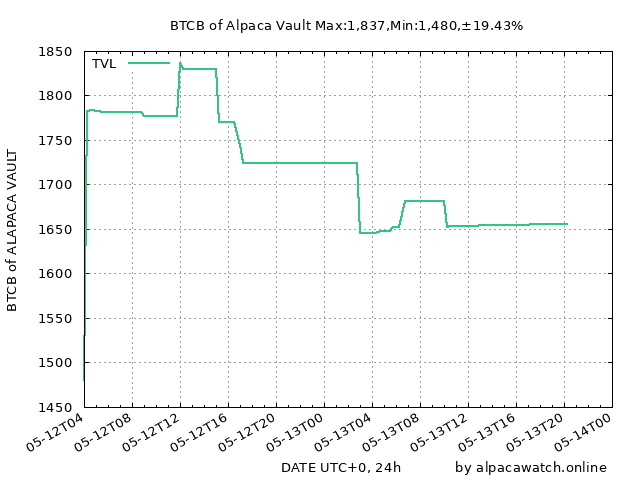 BTCB of Alpaca Vault Max:1,837,Min:1,480,±19.43%
TVL
1850
1800
1750
1700
1650
1600
1550
1500
1450
BTCB of ALAPACA VAULT
05-12T04
05-12T08
05-12T12
05-12T16
05-12T20
05-13T00
05-13T04
05-13T08
05-13T12
05-13T16
05-13T20
05-14T00
DATE UTC+0, 24h
by alpacawatch.online